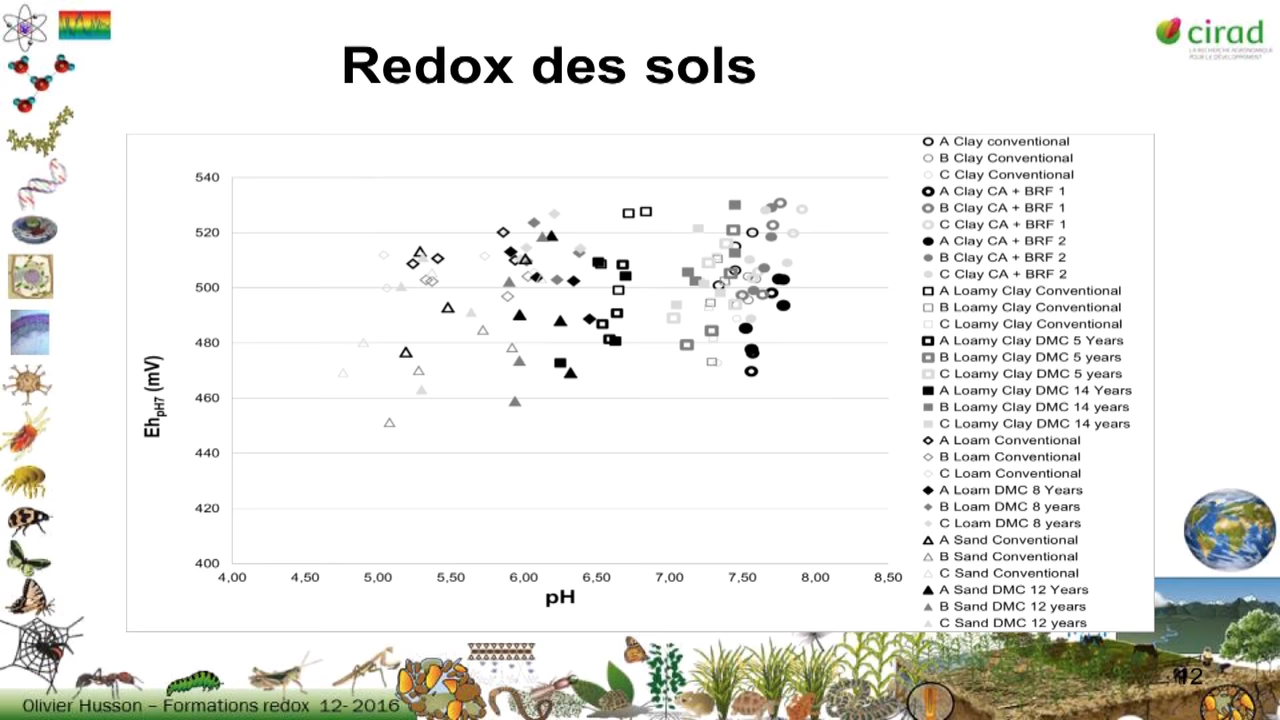 Redox des sols
cirad
LA RECHERCHE AGRONOMIQUE
POUR LE DÉVELOPPEMENT
540
520
500
480
460
440
420
400
4,00 4,50 5,00 5,50 6,00 6,50 7,00 7,50 8,00 8,50
EhpH7 (mV)
pH
A Clay conventional
B Clay Conventional
C Clay Conventional
A Clay CA + BRF 1
B Clay CA + BRF 1
C Clay CA + BRF 1
A Clay CA + BRF 2
B Clay CA + BRF 2
C Clay CA + BRF 2
A Loamy Clay Conventional
B Loamy Clay Conventional
C Loamy Clay Conventional
A Loamy Clay DMC 5 Years
B Loamy Clay DMC 5 years
C Loamy Clay DMC 5 years
A Loamy Clay DMC 14 Years
B Loamy Clay DMC 14 years
C Loamy Clay DMC 14 years
A Loam Conventional
B Loam Conventional
C Loam Conventional
A Loam DMC 8 Years
B Loam DMC 8 years
C Loam DMC 8 years
A Sand Conventional
B Sand Conventional
C Sand Conventional
A Sand DMC 12 Years
B Sand DMC 12 years
C Sand DMC 12 years
Olivier Husson – Formations redox 12- 2016